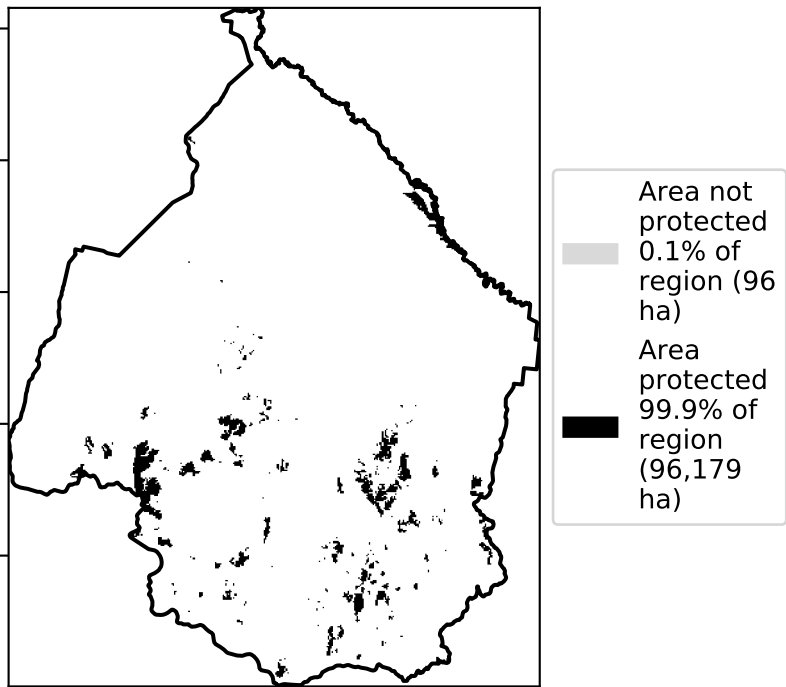 Area not
protected
0.1% of
region (96
ha)
Area
protected
99.9% of
region
(96,179
ha)